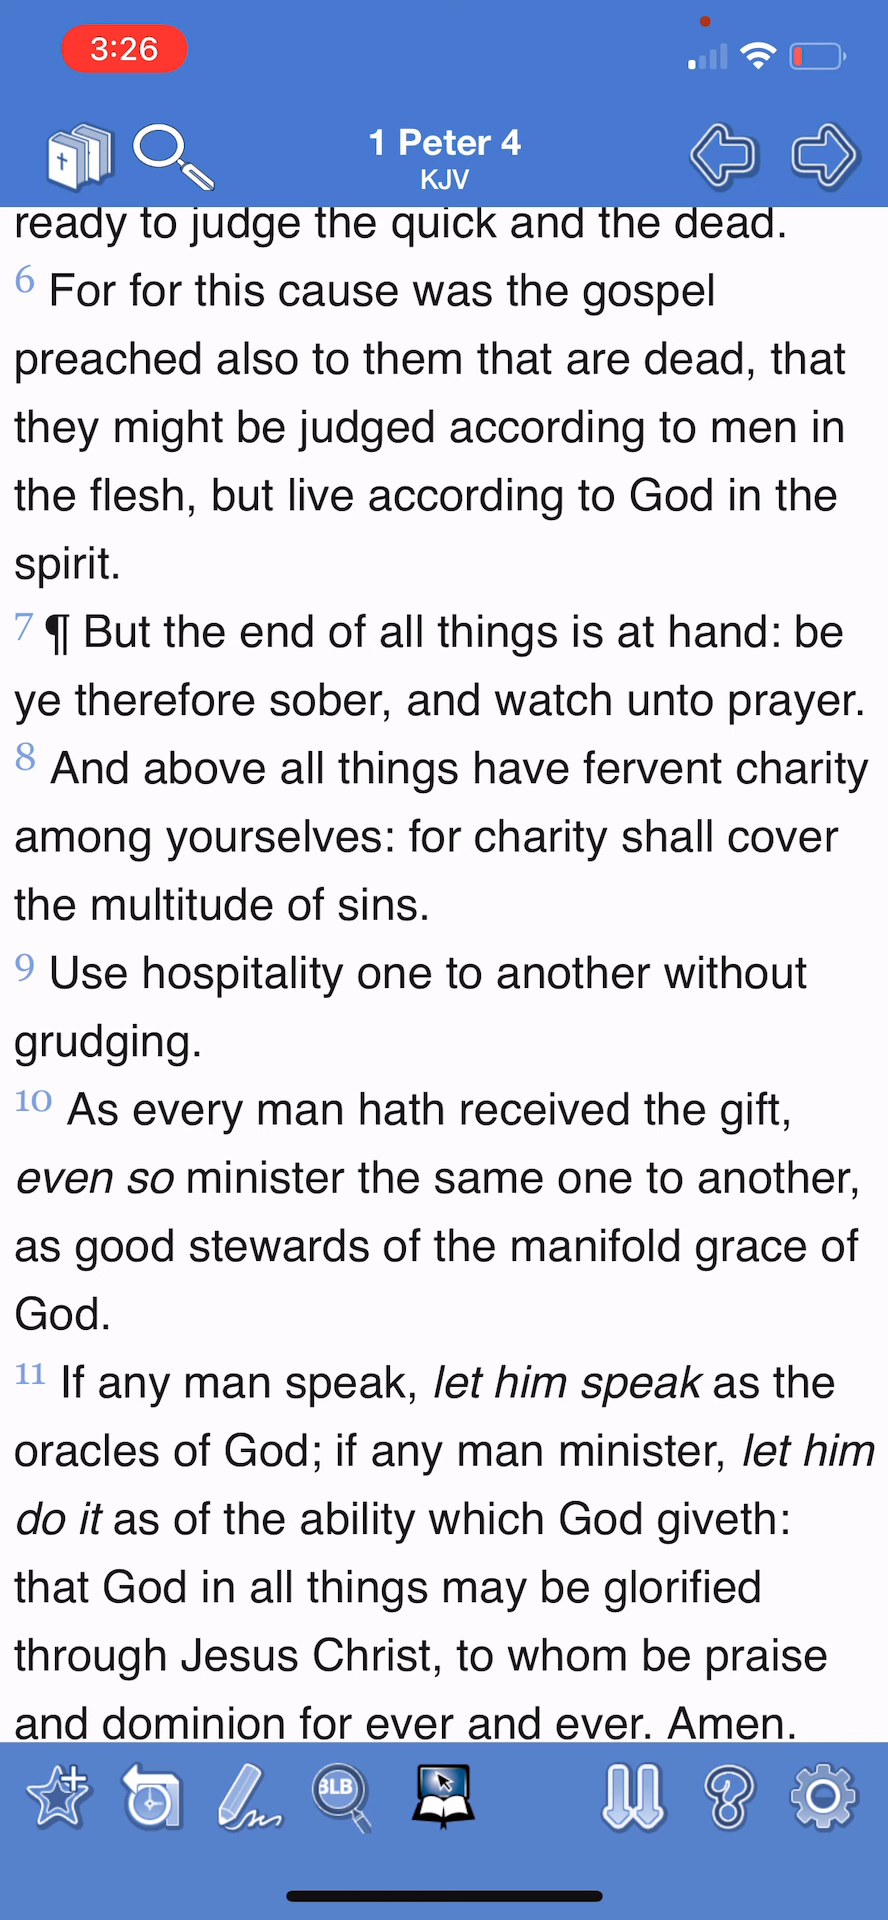 3:26
1 Peter 4
KJV
ready to judge the quick and the dead.
6 For for this cause was the gospel
preached also to them that are dead, that
they might be judged according to men in
the flesh, but live according to God in the
spirit.
7 ¶ But the end of all things is at hand: be
ye therefore sober, and watch unto prayer.
8 And above all things have fervent charity
among yourselves: for charity shall cover
the multitude of sins.
9 Use hospitality one to another without
grudging.
10 As every man hath received the gift,
even so minister the same one to another,
as good stewards of the manifold grace of
God.
11 If any man speak, let him speak as the
oracles of God; if any man minister, let him
do it as of the ability which God giveth:
that God in all things may be glorified
through Jesus Christ, to whom be praise
and dominion for ever and ever. Amen.
BLB